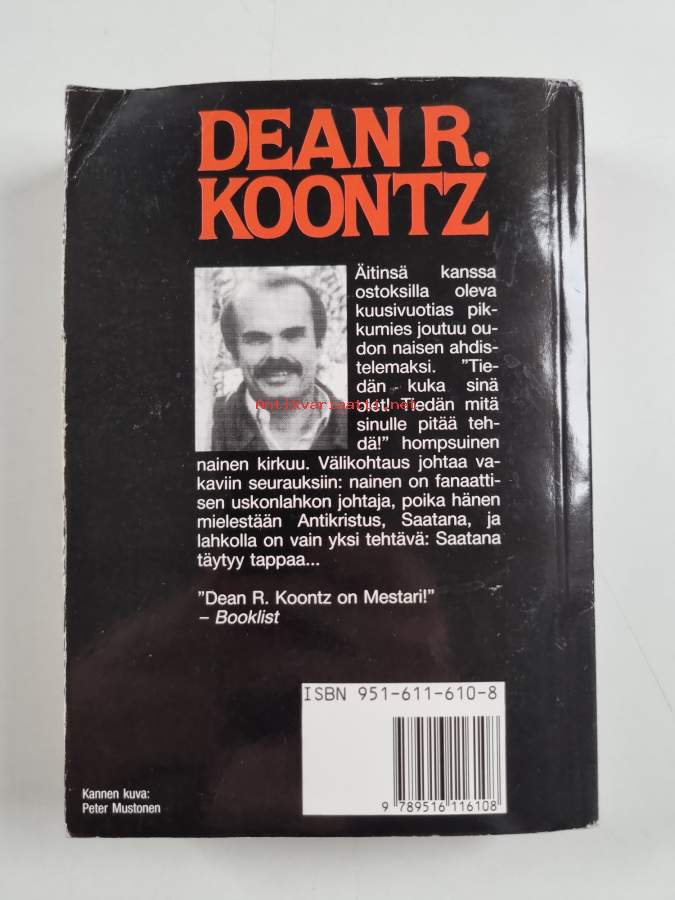 DEAN R.
KOONTZ
Äitinsä kanssa
ostoksilla oleva
kuusivuotias pik-
kumies joutuu ou-
don naisen ahdis-
telemaksi. ”Tie-
dän kuka sinä
olet! Tiedän mitä
sinulle pitää teh-
dä!” hompsuinen
nainen kirkuu. Välikohtaus johtaa va-
kaviin seurauksiin: nainen on fanaatti-
sen uskonlahkon johtaja, poika hänen
mielestään Antikristus, Saatana, ja
lahkolla on vain yksi tehtävä: Saatana
täytyy tappaa...
”Dean R. Koontz on Mestari!”
– Booklist
ISBN 951-611-610-8
9 789516 116108
Kannen kuva:
Peter Mustonen
Antikvariaatti.net